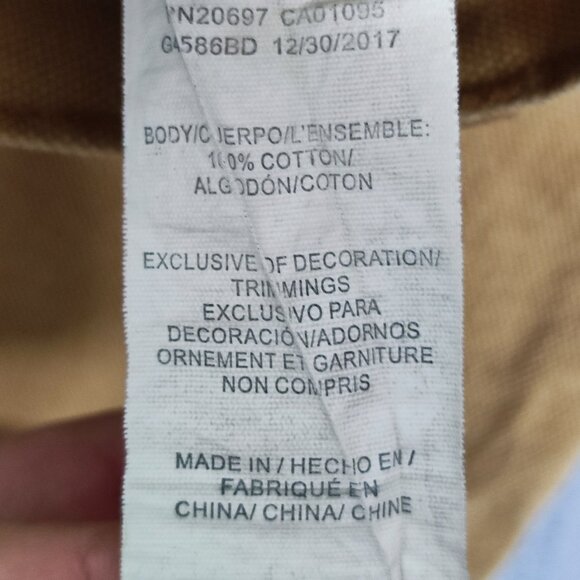 RN20697 CA01095
G4586BD 12/30/2017
BODY/CUERPO/L'ENSEMBLE:
100% COTTON/
ALGODÓN/COTON
EXCLUSIVE OF DECORATION/
TRIMMINGS
EXCLUSIVO PARA
DECORACIÓN/ADORNOS
ORNEMENT ET GARNITURE
NON COMPRIS
MADE IN / HECHO EN /
FABRIQUÉ EN
CHINA/ CHINA/ CHINE